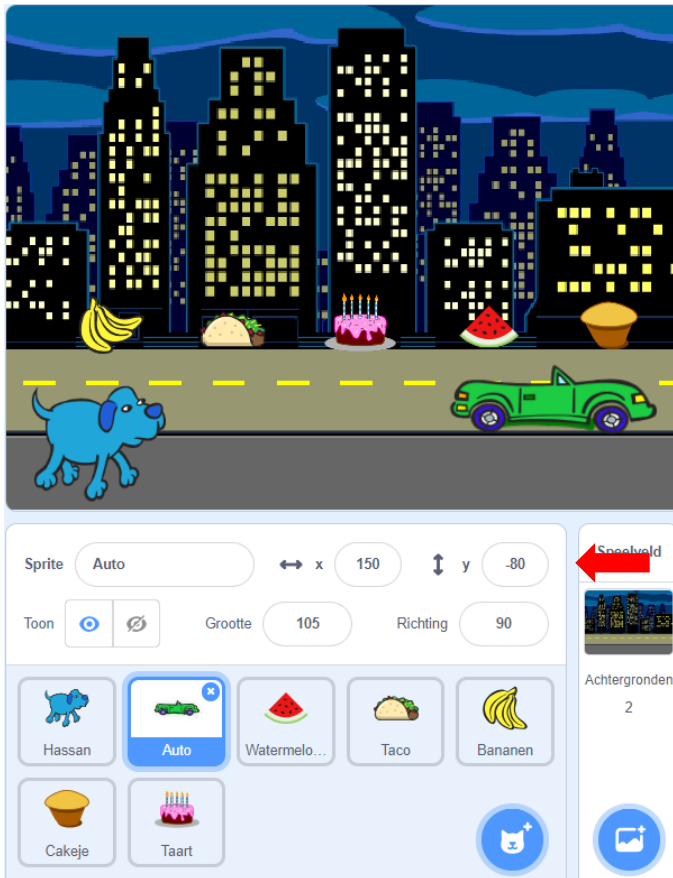 Sprite Auto x 150 y -80 Speelveld
Toon Grootte 105 Richting 90
Achtergronden
2
Hassan Auto Watermelo... Taco Bananen
Cakeje Taart